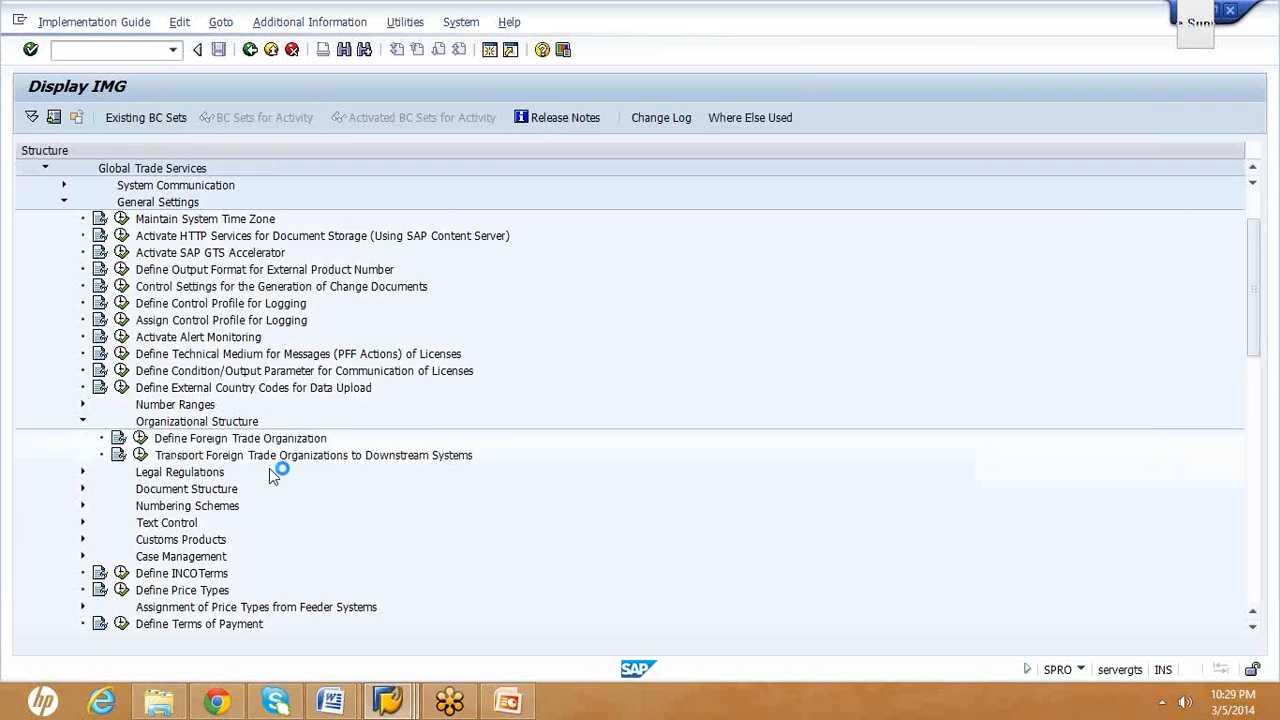 Implementation Guide Edit Goto Additional Information Utilities System Help
Display IMG
Existing BC Sets BC Sets for Activity Activated BC Sets for Activity Release Notes Change Log Where Else Used
Structure
Global Trade Services
System Communication
General Settings
Maintain System Time Zone
Activate HTTP Services for Document Storage (Using SAP Content Server)
Activate SAP GTS Accelerator
Define Output Format for External Product Number
Control Settings for the Generation of Change Documents
Define Control Profile for Logging
Assign Control Profile for Logging
Activate Alert Monitoring
Define Technical Medium for Messages (PFF Actions) of Licenses
Define Condition/Output Parameter for Communication of Licenses
Define External Country Codes for Data Upload
Number Ranges
Organizational Structure
Define Foreign Trade Organization
Transport Foreign Trade Organizations to Downstream Systems
Legal Regulations
Document Structure
Numbering Schemes
Text Control
Customs Products
Case Management
Define INCOTerms
Define Price Types
Assignment of Price Types from Feeder Systems
Define Terms of Payment
SAP SPRO servergts INS
hp 10:29 PM
3/5/2014